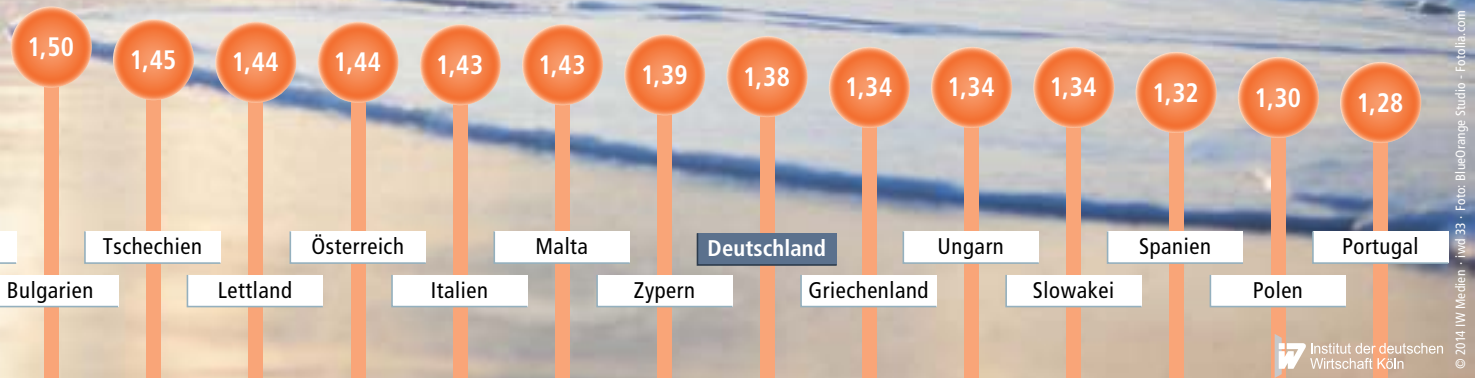 1,50
1,45
1,44
1,44
1,43
1,43
1,39
1,38
1,34
1,34
1,34
1,32
1,30
1,28
Tschechien
Österreich
Malta
Deutschland
Ungarn
Spanien
Portugal
Bulgarien
Lettland
Italien
Zypern
Griechenland
Slowakei
Polen
iw
Institut der deutschen
Wirtschaft Köln
© 2014 IW Medien · iwd 33 · Foto: BlueOrange Studio - Fotolia.com